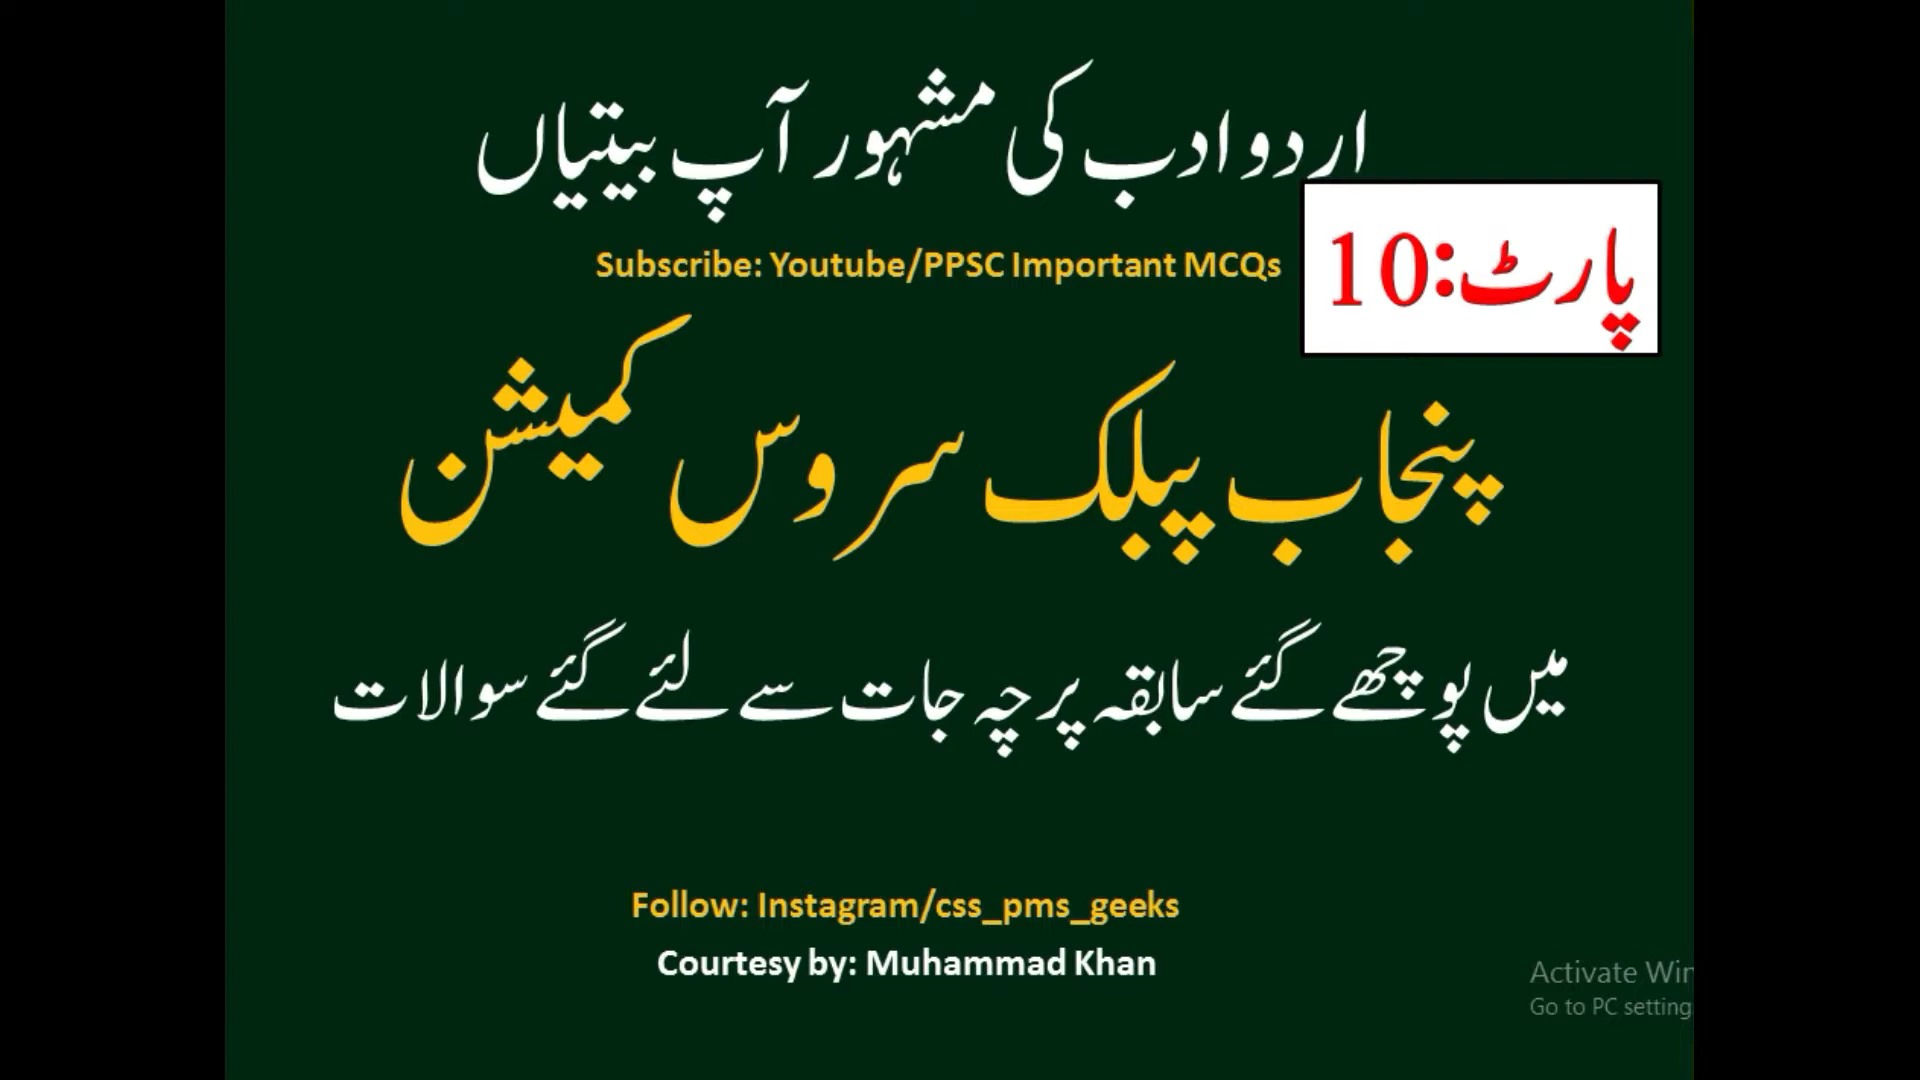 اردو ادب کی مشہور آپ بیتیاں
Subscribe: Youtube/PPSC Important MCQs
پارٹ:10
پنجاب پبلک سروس کمیشن
میں پوچھے گئے سابقہ پرچہ جات سے لئے گئے سوالات
Follow: Instagram/css_pms_geeks
Courtesy by: Muhammad Khan
Activate Win
Go to PC setting